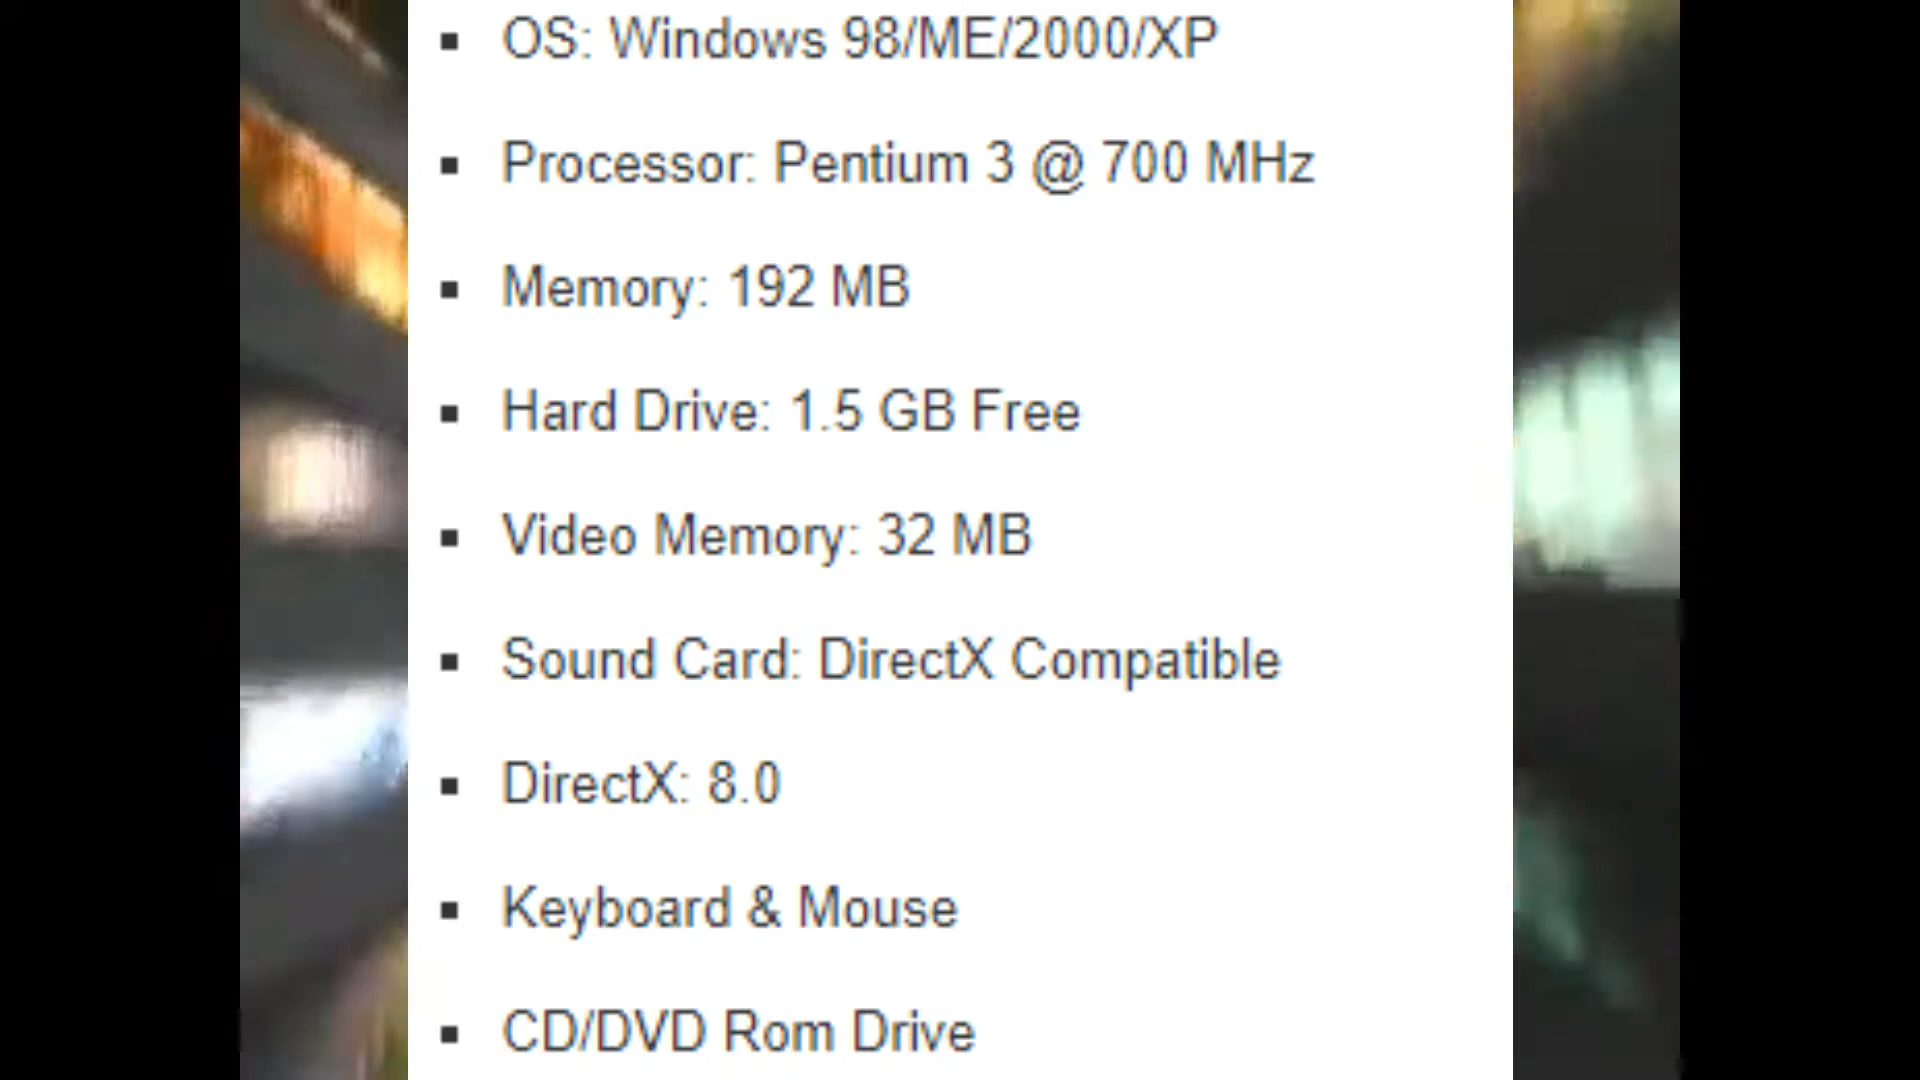 OS: Windows 98/ME/2000/XP
Processor: Pentium 3 @ 700 MHz
Memory: 192 MB
Hard Drive: 1.5 GB Free
Video Memory: 32 MB
Sound Card: DirectX Compatible
DirectX: 8.0
Keyboard & Mouse
CD/DVD Rom Drive